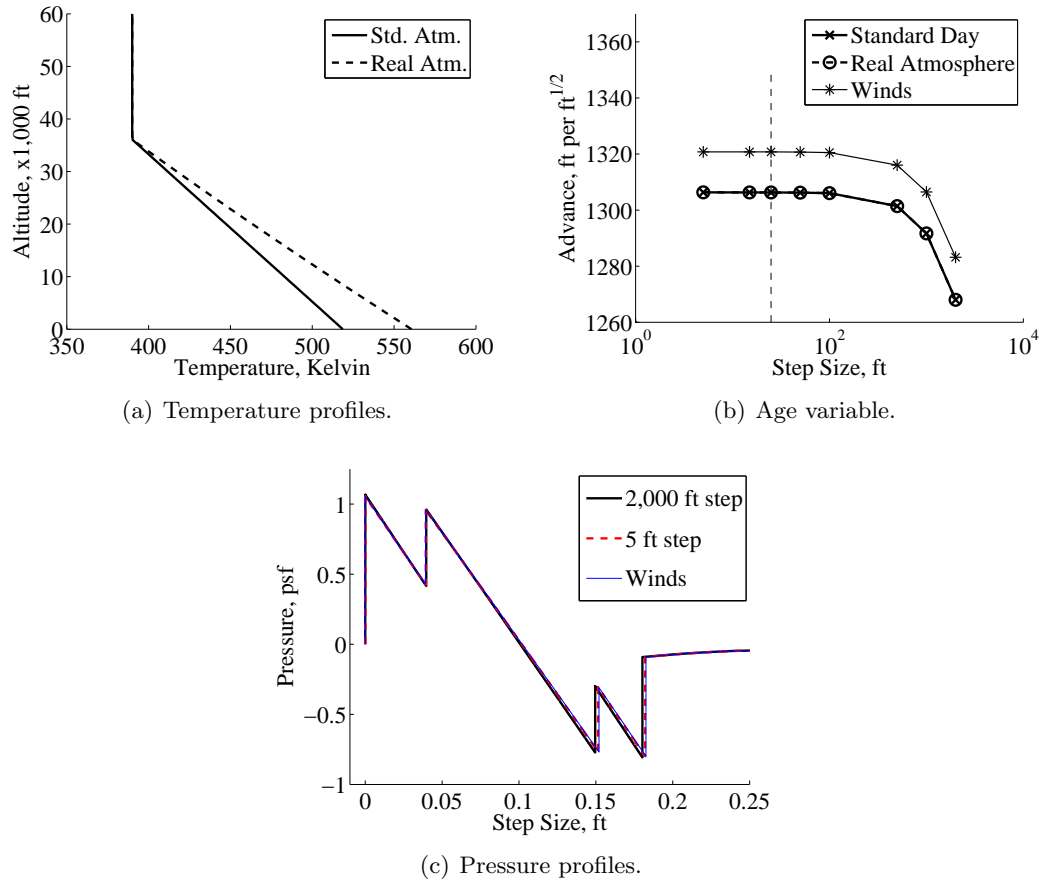 60
50
40
30
20
10
0
Altitude, x1,000 ft
350
400
450
500
550
600
Temperature, Kelvin
Std. Atm.
Real Atm.
(a) Temperature profiles.
1360
1340
1320
1300
1280
1260
Advance, ft per ft^{1/2}
10^0
10^2
10^4
Step Size, ft
Standard Day
Real Atmosphere
Winds
(b) Age variable.
1
0.5
0
−0.5
−1
Pressure, psf
0
0.05
0.1
0.15
0.2
0.25
Step Size, ft
2,000 ft step
5 ft step
Winds
(c) Pressure profiles.